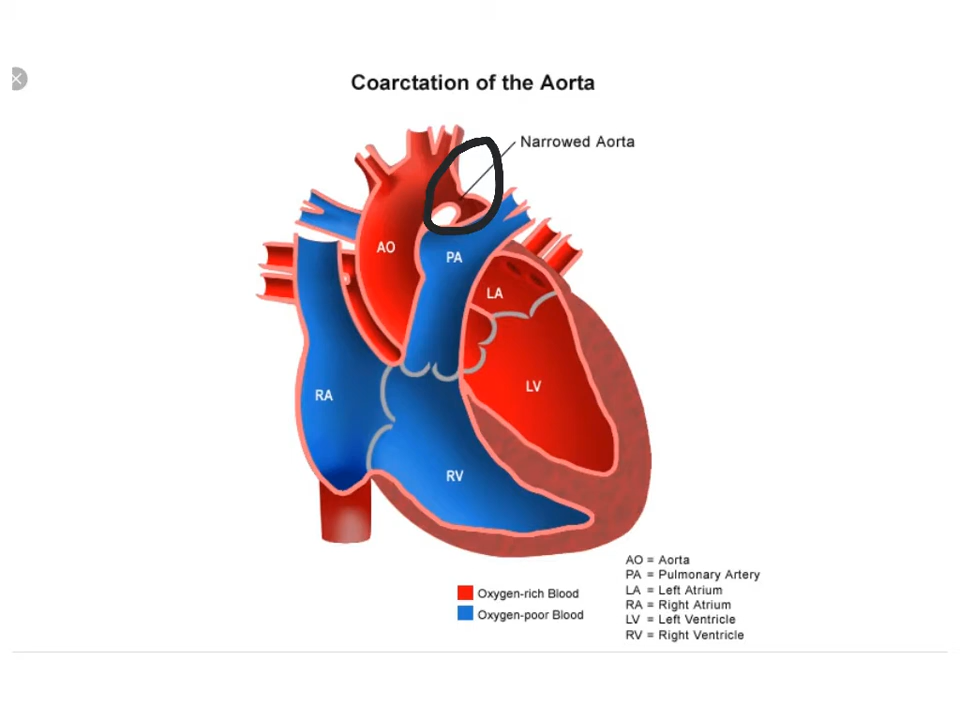 Coarctation of the Aorta
Narrowed Aorta
AO
PA
LA
LV
RA
RV
Oxygen-rich Blood
Oxygen-poor Blood
AO = Aorta
PA = Pulmonary Artery
LA = Left Atrium
RA = Right Atrium
LV = Left Ventricle
RV = Right Ventricle